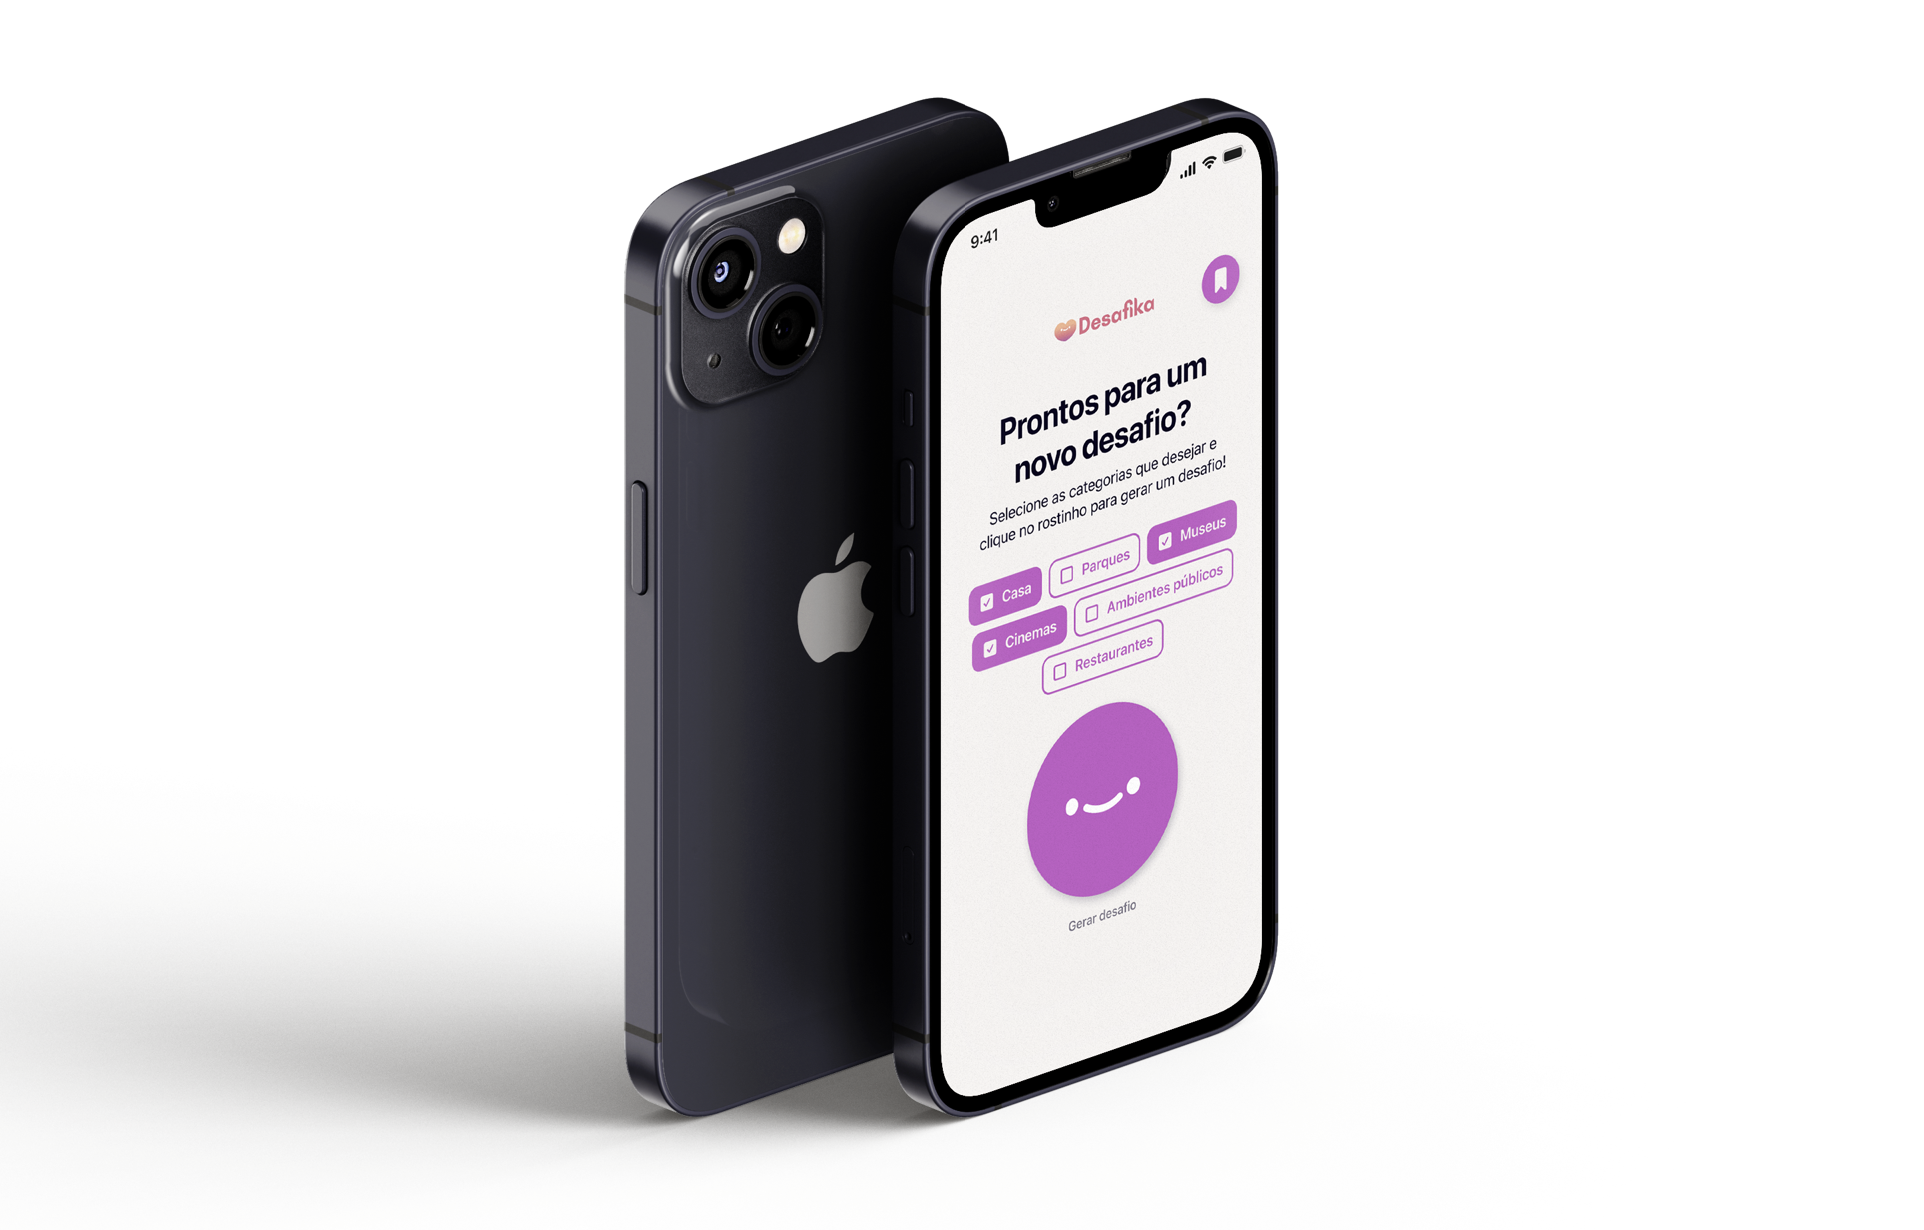 9:41
Desafika
Prontos para um
novo desafio?
Selecione as categorias que desejar e
clique no rostinho para gerar um desafio!
Casa
Parques
Museus
Cinemas
Ambientes públicos
Restaurantes
Gerar desafio